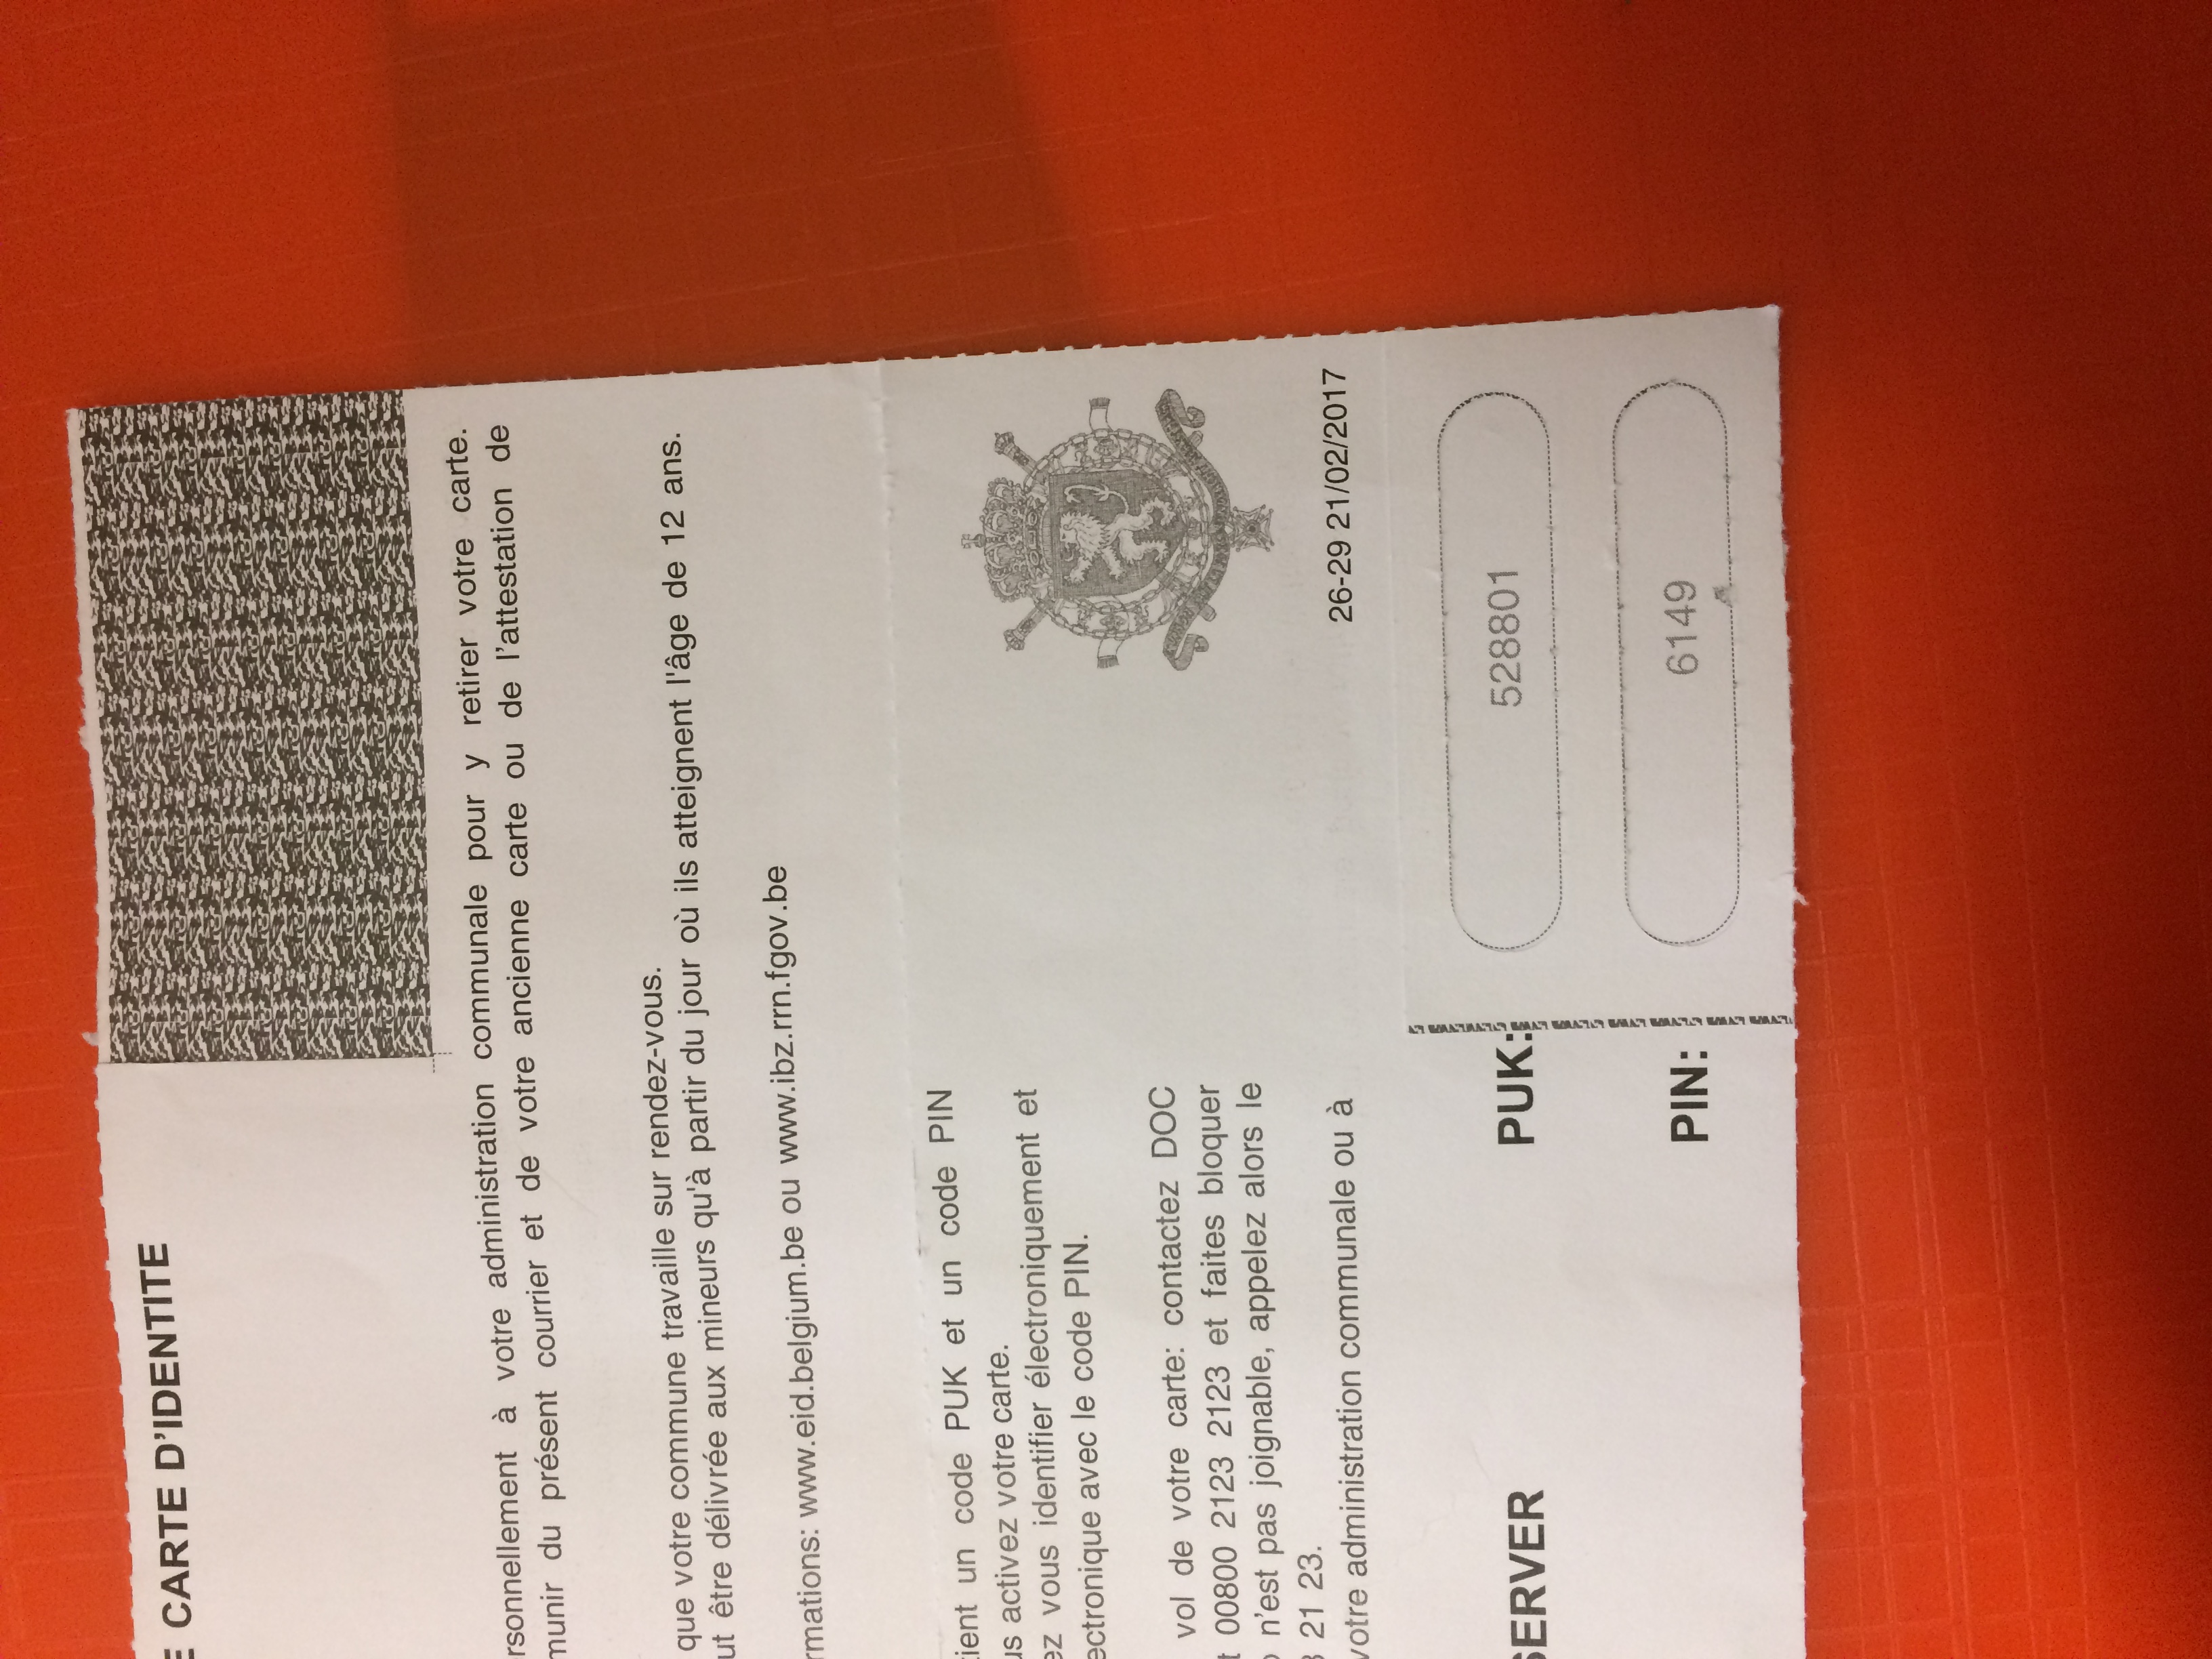 E CARTE D'IDENTITE
à votre administration communale pour y retirer votre carte.
munir du présent courrier et de votre ancienne carte ou de l'attestation de
que votre commune travaille sur rendez-vous.
ut être délivrée aux mineurs qu'à partir du jour où ils atteignent l'âge de 12 ans.
rmations: www.eid.belgium.be ou www.ibz.rrn.fgov.be
tient un code PUK et un code PIN
us activez votre carte.
ez vous identifier électroniquement et
ectronique avec le code PIN.
vol de votre carte: contactez DOC
t 00800 2123 2123 et faites bloquer
n'est pas joignable, appelez alors le
21 23.
votre administration communale ou à
26-29 21/02/2017
SERVER
PUK: 528801
PIN: 6149